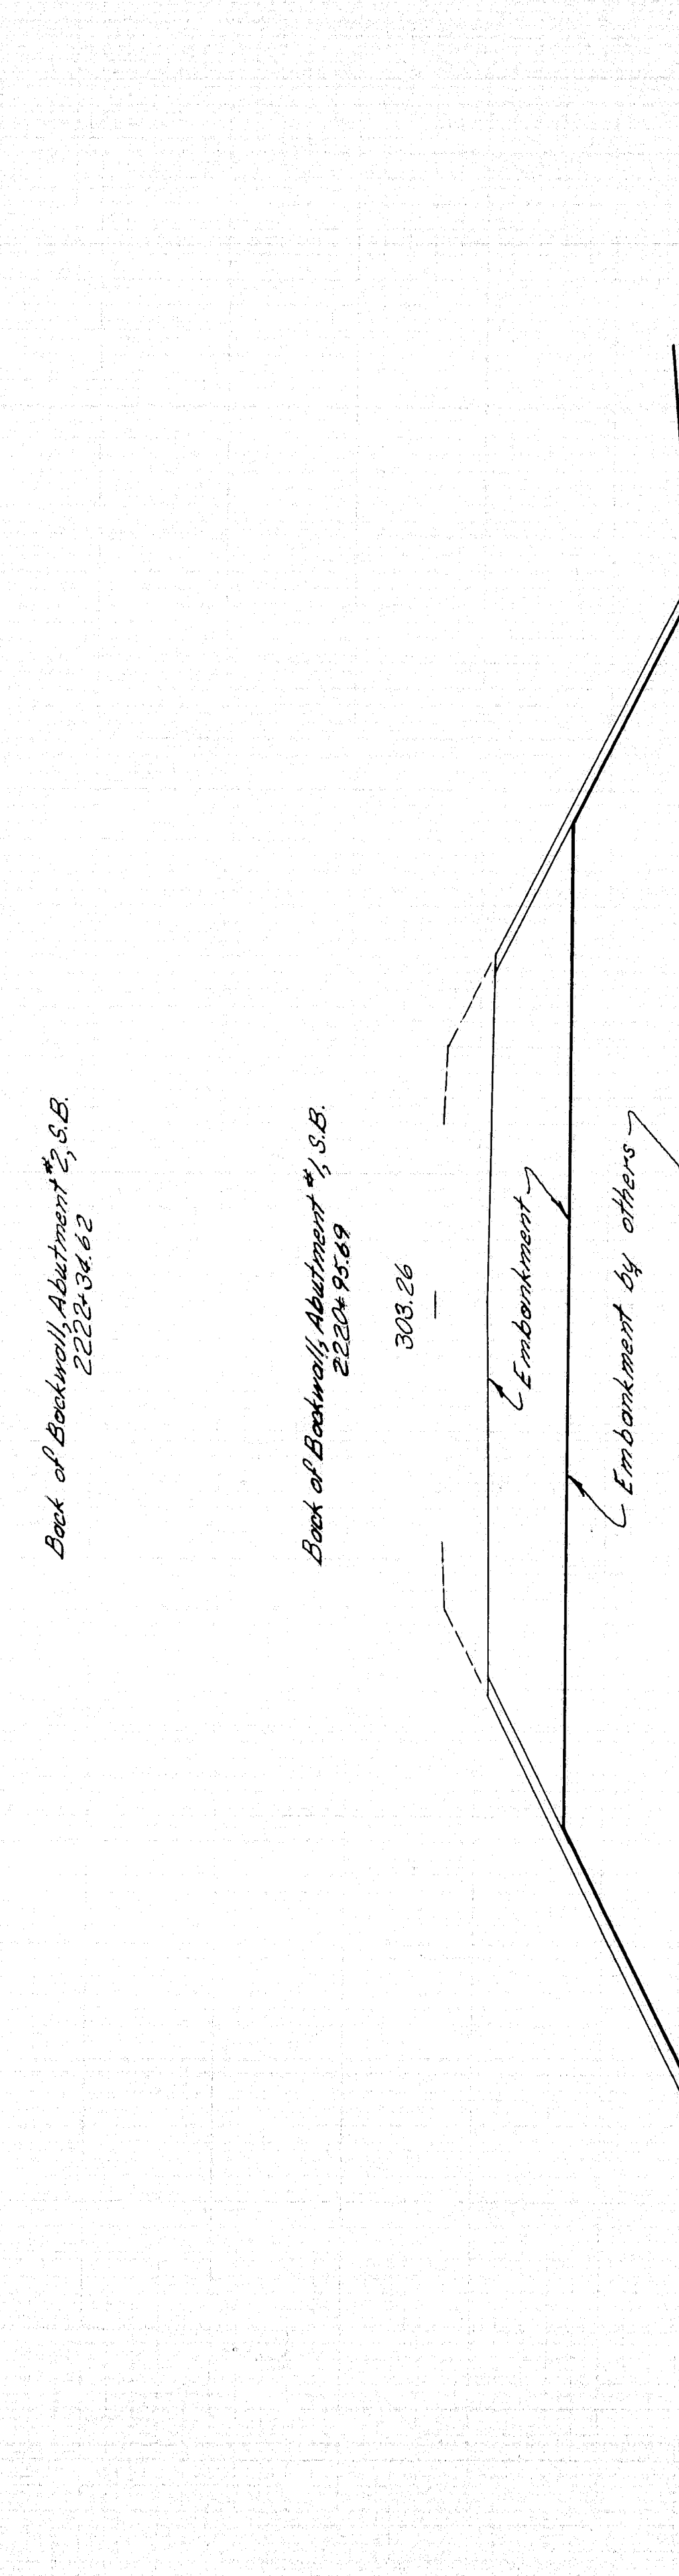 Back of Backwall, Abutment #2, S.B.
2222+34.62
Back of Backwall, Abutment #1, S.B.
2220+95.69
303.26
Embankment
Embankment by others